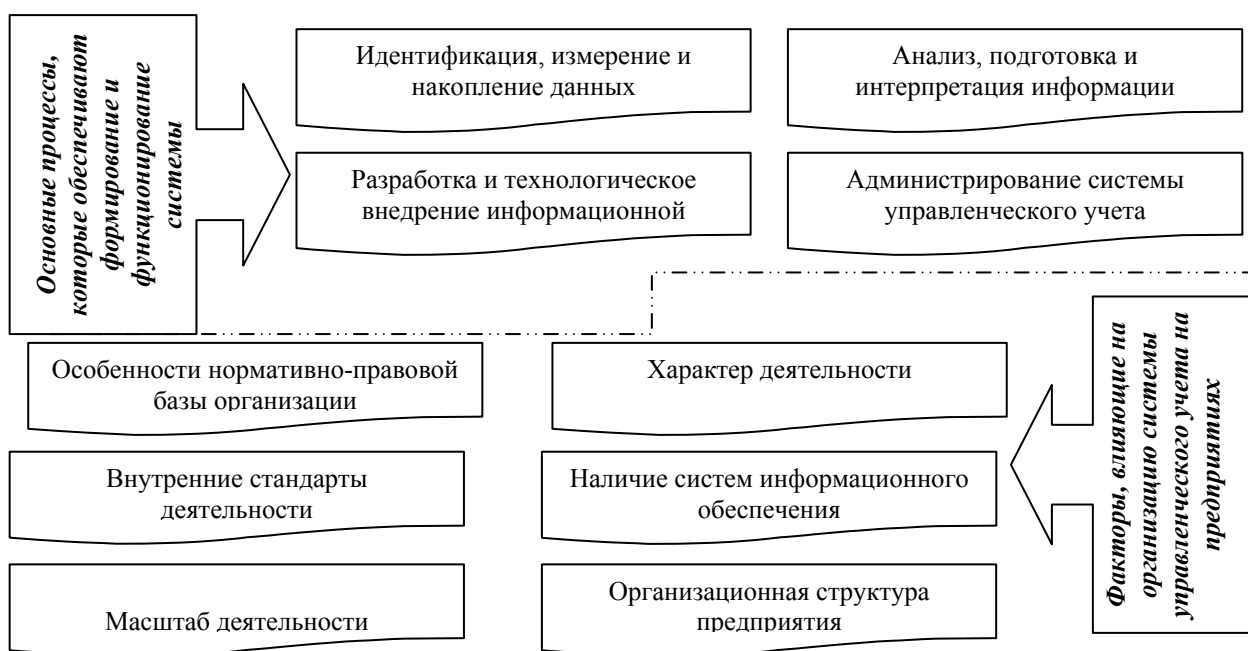 Основные процессы,
которые обеспечивают
формирование и
функционирование
системы
Идентификация, измерение и
накопление данных
Анализ, подготовка и
интерпретация информации
Разработка и технологическое
внедрение информационной
Администрирование системы
управленческого учета
Особенности нормативно-правовой
базы организации
Характер деятельности
Внутренние стандарты
деятельности
Наличие систем информационного
обеспечения
Масштаб деятельности
Организационная структура
предприятия
Факторы, влияющие на
организацию системы
управленческого учета на
предприятиях